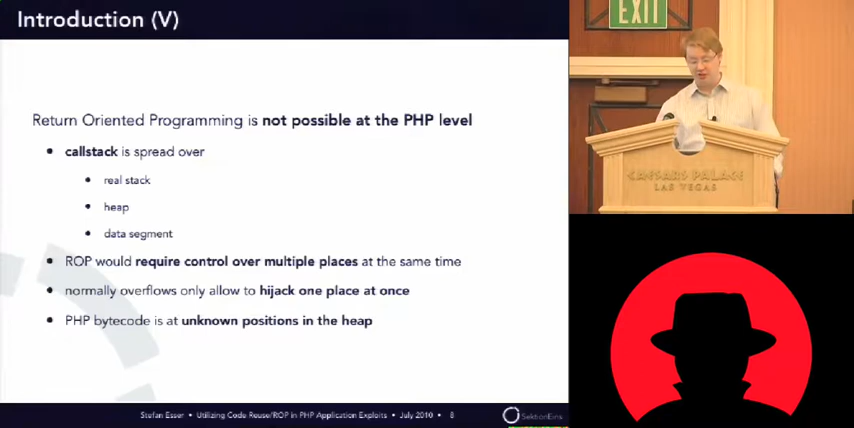 Introduction (V)
EXIT
Return Oriented Programming is not possible at the PHP level
• callstack is spread over
• real stack
• heap
• data segment
• ROP would require control over multiple places at the same time
• normally overflows only allow to hijack one place at once
• PHP bytecode is at unknown positions in the heap
CAESARS PALACE
LAS VEGAS
Stefan Esser • Utilizing Code Reuse/ROP in PHP Application Exploits • July 2010 • 8
SektionEins